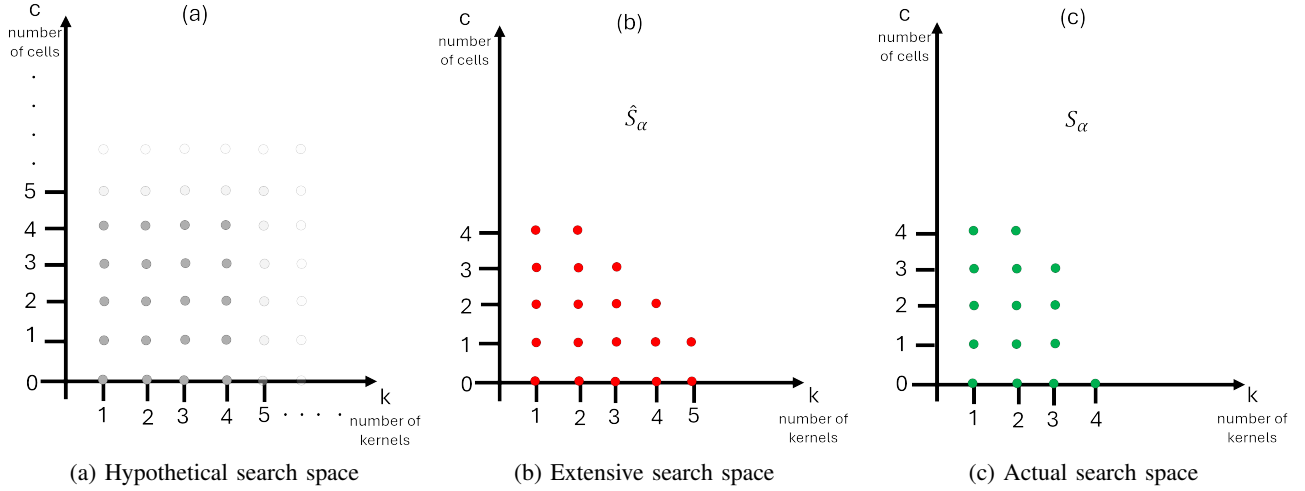 c
number
of cells
(a)
.
.
.
.
5
4
3
2
1
0
1 2 3 4 5 . . . .
k
number of
kernels
(a) Hypothetical search space
c
number
of cells
(b)
Ŝα
4
3
2
1
0
1 2 3 4 5
k
number of
kernels
(b) Extensive search space
c
number
of cells
(c)
Sα
4
3
2
1
0
1 2 3 4
k
number of
kernels
(c) Actual search space